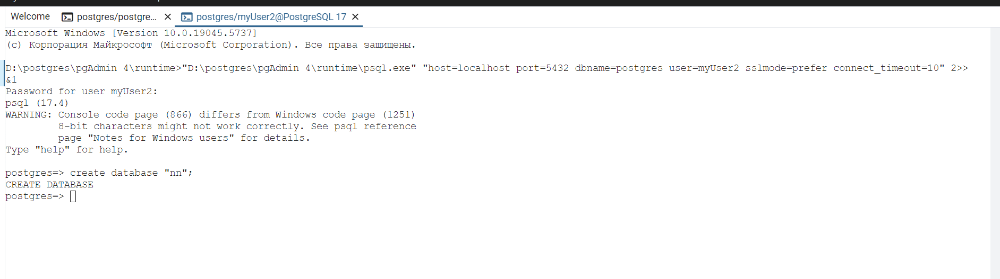 Welcome postgres/postgre... postgres/myUser2@PostgreSQL 17
Microsoft Windows [Version 10.0.19045.5737]
(c) Корпорация Майкрософт (Microsoft Corporation). Все права защищены.
D:\postgres\pgAdmin 4\runtime>"D:\postgres\pgAdmin 4\runtime\psql.exe" "host=localhost port=5432 dbname=postgres user=myUser2 sslmode=prefer connect_timeout=10" 2>>
&1
Password for user myUser2:
psql (17.4)
WARNING: Console code page (866) differs from Windows code page (1251)
8-bit characters might not work correctly. See psql reference
page "Notes for Windows users" for details.
Type "help" for help.
postgres=> create database "nn";
CREATE DATABASE
postgres=>